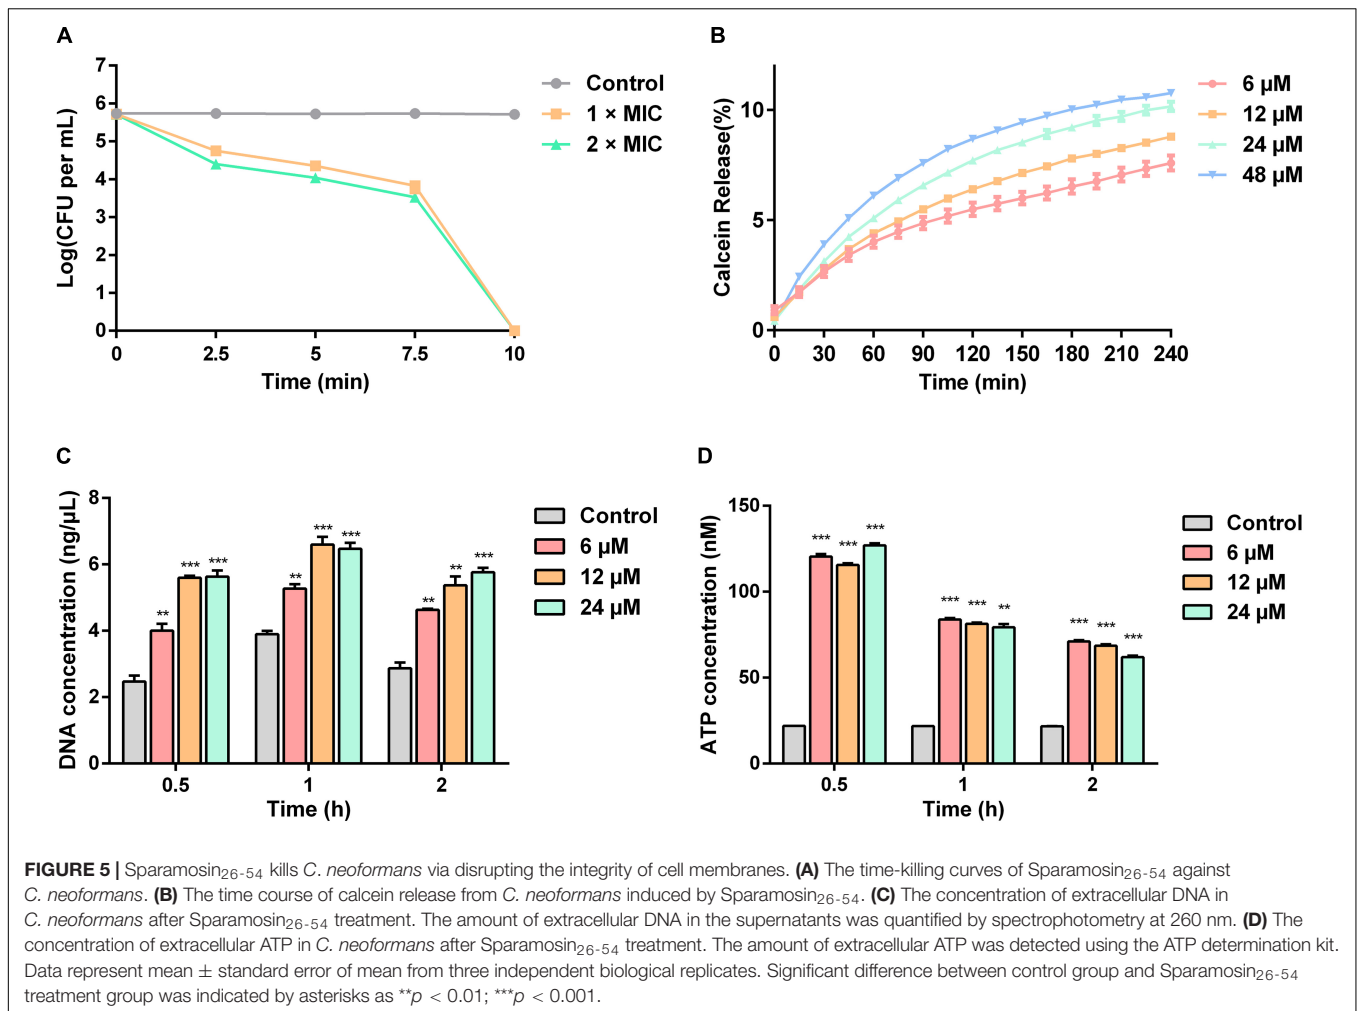 A
Log(CFU per mL)
7
6
5
4
3
2
1
0
0 2.5 5 7.5 10
Time (min)
Control
1 × MIC
2 × MIC
B
Calcein Release(%)
10
5
0
0 30 60 90 120 150 180 210 240
Time (min)
6 µM
12 µM
24 µM
48 µM
C
DNA concentration (ng/µL)
8
6
4
2
0
** *** ***
** *** ***
** ** ***
0.5 1 2
Time (h)
Control
6 µM
12 µM
24 µM
D
ATP concentration (nM)
150
100
50
0
*** *** ***
*** *** **
*** *** ***
0.5 1 2
Time (h)
Control
6 µM
12 µM
24 µM
FIGURE 5 | Sparamosin26-54 kills C. neoformans via disrupting the integrity of cell membranes. (A) The time-killing curves of Sparamosin26-54 against
C. neoformans. (B) The time course of calcein release from C. neoformans induced by Sparamosin26-54. (C) The concentration of extracellular DNA in
C. neoformans after Sparamosin26-54 treatment. The amount of extracellular DNA in the supernatants was quantified by spectrophotometry at 260 nm. (D) The
concentration of extracellular ATP in C. neoformans after Sparamosin26-54 treatment. The amount of extracellular ATP was detected using the ATP determination kit.
Data represent mean ± standard error of mean from three independent biological replicates. Significant difference between control group and Sparamosin26-54
treatment group was indicated by asterisks as **p < 0.01; ***p < 0.001.